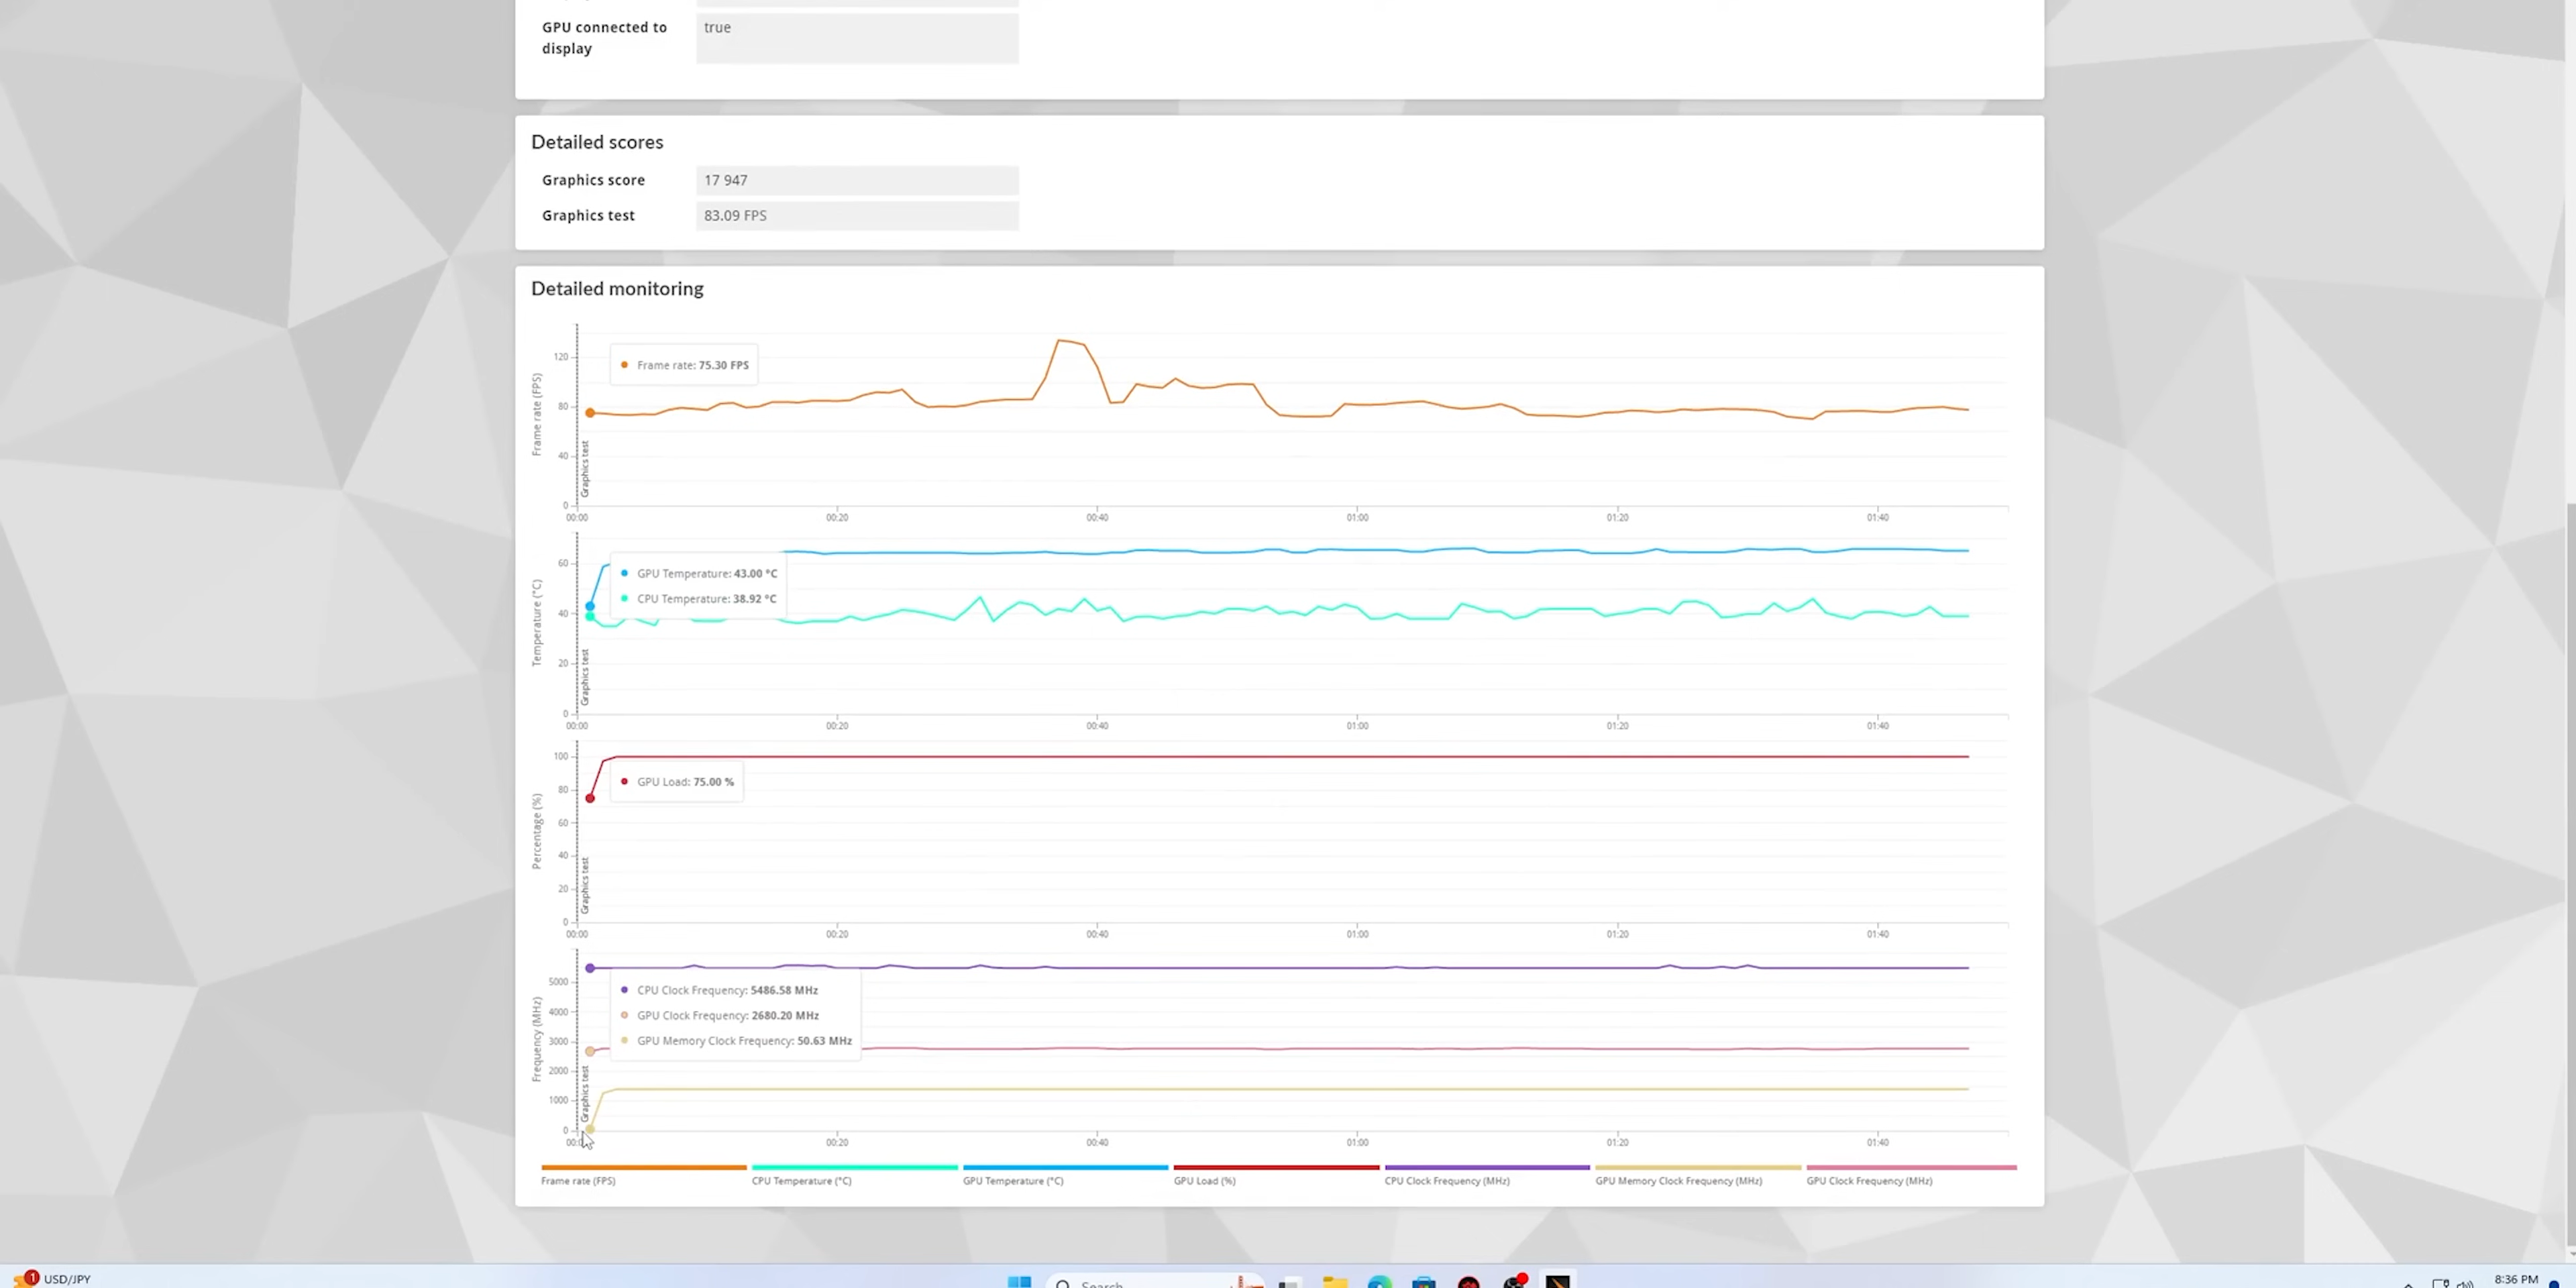 GPU connected to display
true
Detailed scores
Graphics score
17 947
Graphics test
83.09 FPS
Detailed monitoring
Frame rate (FPS)
120
80
40
0
Frame rate: 75.30 FPS
Graphics test
00:00
00:20
00:40
01:00
01:20
01:40
Temperature (°C)
60
40
20
0
GPU Temperature: 43.00 °C
CPU Temperature: 38.92 °C
Graphics test
00:00
00:20
00:40
01:00
01:20
01:40
Percentage (%)
100
80
60
40
20
0
GPU Load: 75.00 %
Graphics test
00:00
00:20
00:40
01:00
01:20
01:40
Frequency (MHz)
5000
4000
3000
2000
1000
0
CPU Clock Frequency: 5486.58 MHz
GPU Clock Frequency: 2680.20 MHz
GPU Memory Clock Frequency: 50.63 MHz
Graphics test
00:20
00:40
01:00
01:20
01:40
Frame rate (FPS)
CPU Temperature (°C)
GPU Temperature (°C)
GPU Load (%)
CPU Clock Frequency (MHz)
GPU Memory Clock Frequency (MHz)
GPU Clock Frequency (MHz)
1
USD/JPY
Search
8:36 PM